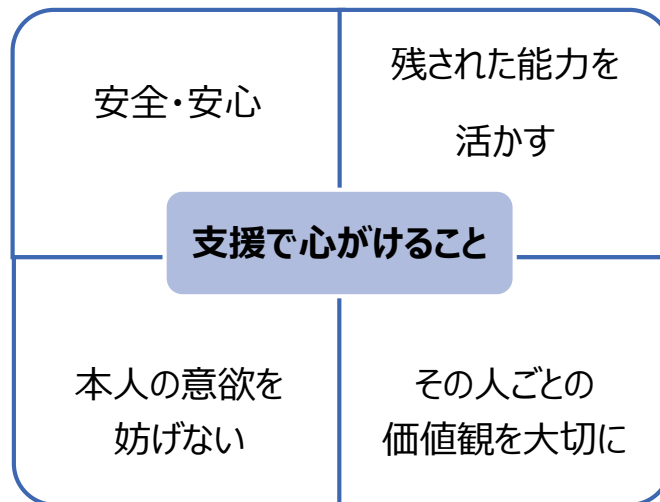 安全・安心
残された能力を
活かす
支援で心がけること
本人の意欲を
妨げない
その人ごとの
価値観を大切に